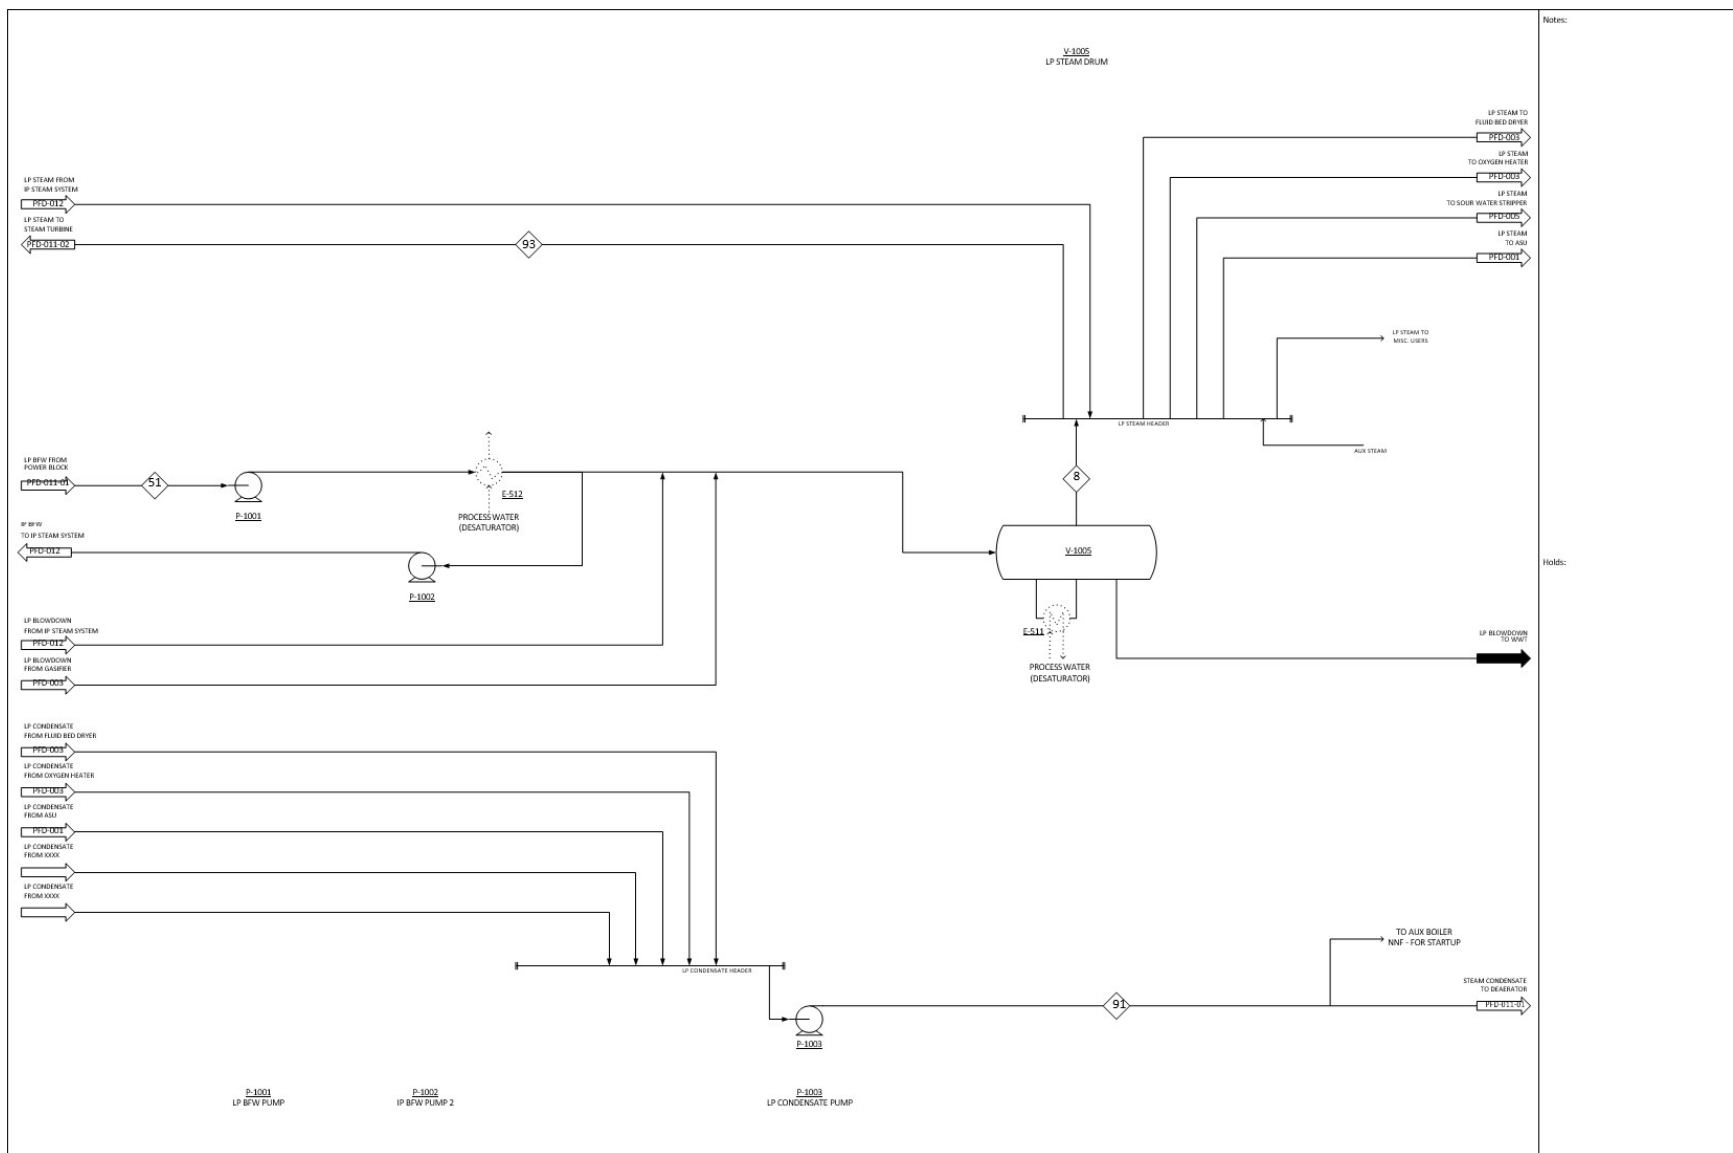 Notes:
V-1005
LP STEAM DRUM
LP STEAM TO
FLUID BED DRYER
PFD-003
LP STEAM
TO OXYGEN HEATER
PFD-003
LP STEAM FROM
IP STEAM SYSTEM
PFD-012
LP STEAM
TO SOUR WATER STRIPPER
PFD-005
LP STEAM TO
STEAM TURBINE
PFD-011-02
93
LP STEAM
TO ASU
PFD-001
LP STEAM TO
MISC. USERS
LP STEAM HEADER
AUX STEAM
LP BFW FROM
POWER BLOCK
PFD-011-01
51
P-1001
E-512
PROCESS WATER
(DESATURATOR)
8
IP BFW
TO IP STEAM SYSTEM
PFD-012
P-1002
V-1005
Holds:
LP BLOWDOWN
FROM IP STEAM SYSTEM
PFD-012
E-511
PROCESS WATER
(DESATURATOR)
LP BLOWDOWN
TO WWT
LP BLOWDOWN
FROM GASIFIER
PFD-003
LP CONDENSATE
FROM FLUID BED DRYER
PFD-003
LP CONDENSATE
FROM OXYGEN HEATER
PFD-003
LP CONDENSATE
FROM ASU
PFD-001
LP CONDENSATE
FROM XXXX
LP CONDENSATE
FROM XXXX
LP CONDENSATE HEADER
TO AUX BOILER
NNF - FOR STARTUP
91
STEAM CONDENSATE
TO DEAERATOR
PFD-011-01
P-1003
P-1001
LP BFW PUMP
P-1002
IP BFW PUMP 2
P-1003
LP CONDENSATE PUMP